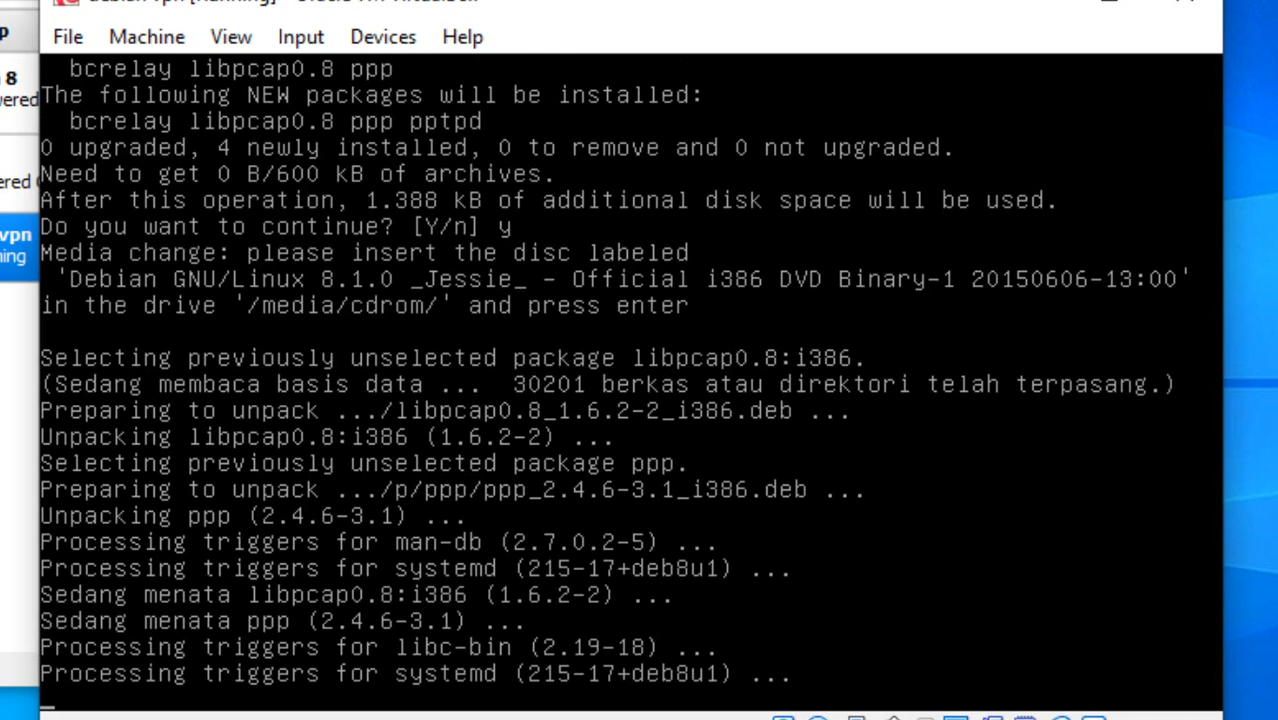 File Machine View Input Devices Help
bcrelay libpcap0.8 ppp
The following NEW packages will be installed:
bcrelay libpcap0.8 ppp pptpd
0 upgraded, 4 newly installed, 0 to remove and 0 not upgraded.
Need to get 0 B/600 kB of archives.
After this operation, 1.388 kB of additional disk space will be used.
Do you want to continue? [Y/n] y
Media change: please insert the disc labeled
'Debian GNU/Linux 8.1.0 _Jessie_ - Official i386 DVD Binary-1 20150606-13:00'
in the drive '/media/cdrom/' and press enter
Selecting previously unselected package libpcap0.8:i386.
(Sedang membaca basis data ... 30201 berkas atau direktori telah terpasang.)
Preparing to unpack .../libpcap0.8_1.6.2-2_i386.deb ...
Unpacking libpcap0.8:i386 (1.6.2-2) ...
Selecting previously unselected package ppp.
Preparing to unpack .../p/ppp/ppp_2.4.6-3.1_i386.deb ...
Unpacking ppp (2.4.6-3.1) ...
Processing triggers for man-db (2.7.0.2-5) ...
Processing triggers for systemd (215-17+deb8u1) ...
Sedang menata libpcap0.8:i386 (1.6.2-2) ...
Sedang menata ppp (2.4.6-3.1) ...
Processing triggers for libc-bin (2.19-18) ...
Processing triggers for systemd (215-17+deb8u1) ...
8
vpn